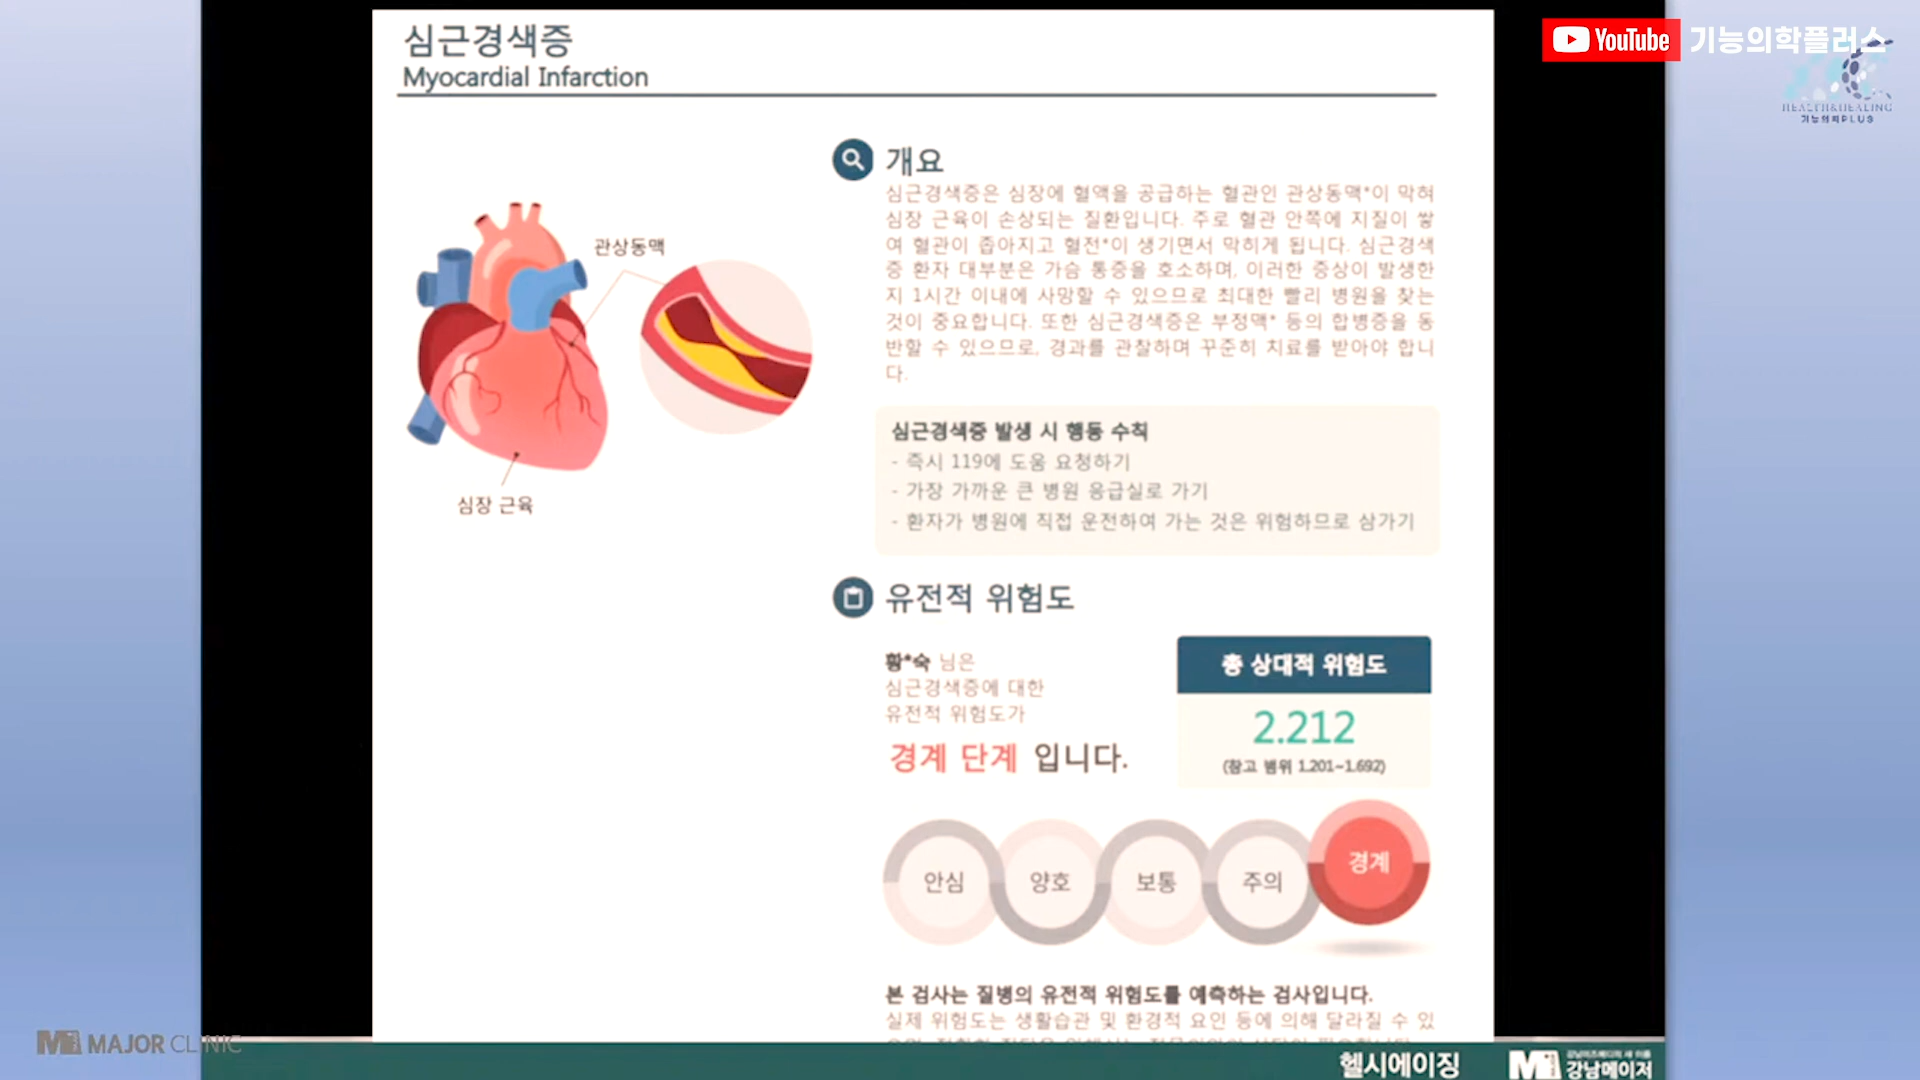 심근경색증
Myocardial Infarction
YouTube 기능의학플러스
HEALTH&HEALING
기능의학PLUS
관상동맥
심장 근육
개요
심근경색증은 심장에 혈액을 공급하는 혈관인 관상동맥*이 막혀
심장 근육이 손상되는 질환입니다. 주로 혈관 안쪽에 지질이 쌓
여 혈관이 좁아지고 혈전*이 생기면서 막히게 됩니다. 심근경색
증 환자 대부분은 가슴 통증을 호소하며, 이러한 증상이 발생한
지 1시간 이내에 사망할 수 있으므로 최대한 빨리 병원을 찾는
것이 중요합니다. 또한 심근경색증은 부정맥* 등의 합병증을 동
반할 수 있으므로, 경과를 관찰하며 꾸준히 치료를 받아야 합니
다.
심근경색증 발생 시 행동 수칙
- 즉시 119에 도움 요청하기
- 가장 가까운 큰 병원 응급실로 가기
- 환자가 병원에 직접 운전하여 가는 것은 위험하므로 삼가기
유전적 위험도
황*숙 님은
심근경색증에 대한
유전적 위험도가
경계 단계 입니다.
총 상대적 위험도
2.212
(참고 범위 1.201~1.692)
안심 양호 보통 주의 경계
본 검사는 질병의 유전적 위험도를 예측하는 검사입니다.
실제 위험도는 생활습관 및 환경적 요인 등에 의해 달라질 수 있
MAJOR CLINIC
헬시에이징
강남메이저